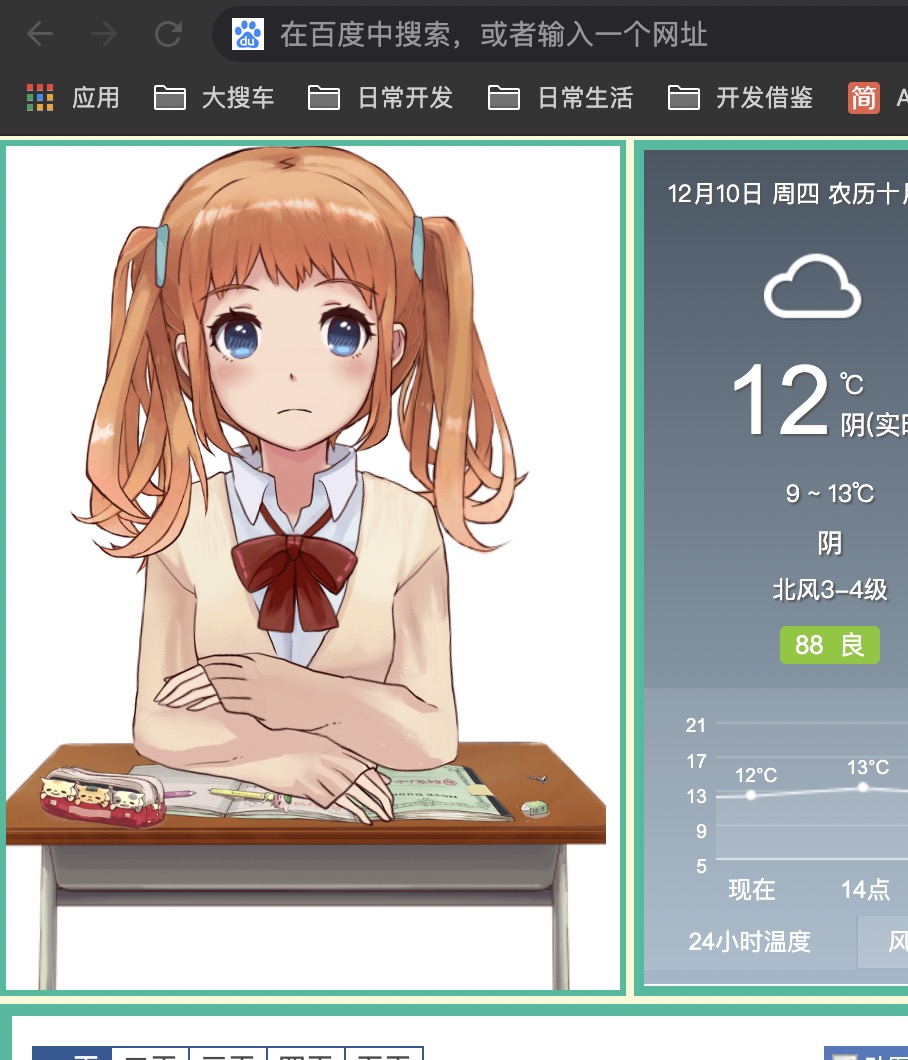 在百度中搜索，或者输入一个网址
应用 大搜车 日常开发 日常生活 开发借鉴 简
12月10日 周四 农历十
12 ℃
阴(实
9 ~ 13℃
阴
北风3-4级
88 良
21
17
12°C 13°C
13
9
5
现在 14点
24小时温度 风